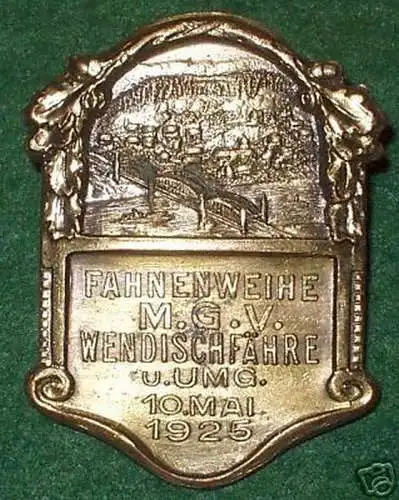 FAHNENWEIHE
M.G.V.
WENDISCHFÄHRE
U.UMG.
10.MAI
1925